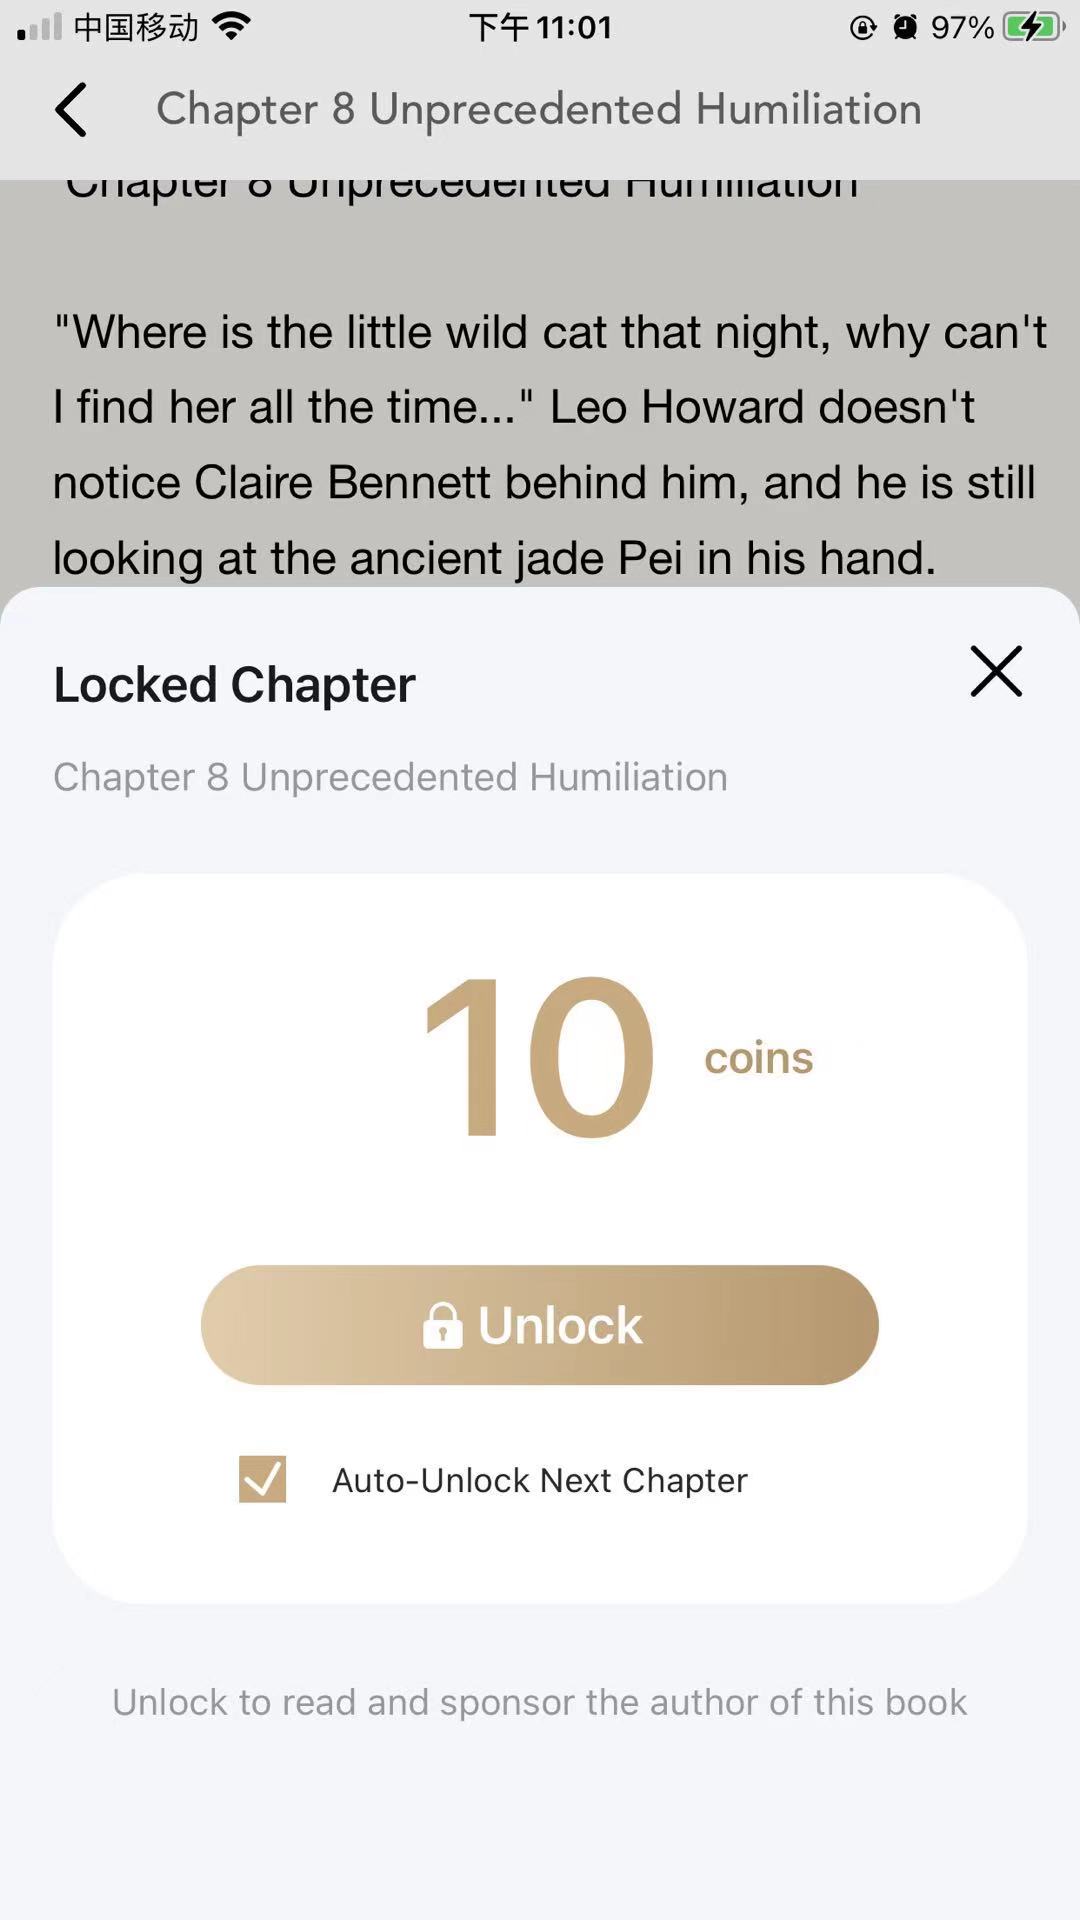 中国移动 下午11:01 97%
Chapter 8 Unprecedented Humiliation
Chapter 8 Unprecedented Humiliation
"Where is the little wild cat that night, why can't
I find her all the time..." Leo Howard doesn't
notice Claire Bennett behind him, and he is still
looking at the ancient jade Pei in his hand.
Locked Chapter
Chapter 8 Unprecedented Humiliation
10 coins
Unlock
Auto-Unlock Next Chapter
Unlock to read and sponsor the author of this book